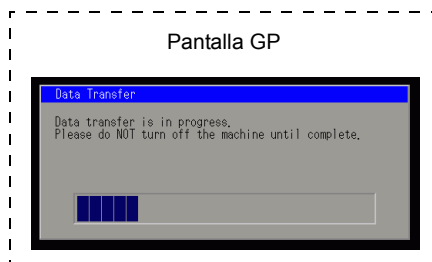 Pantalla GP
Data Transfer
Data transfer is in progress.
Please do NOT turn off the machine until complete.